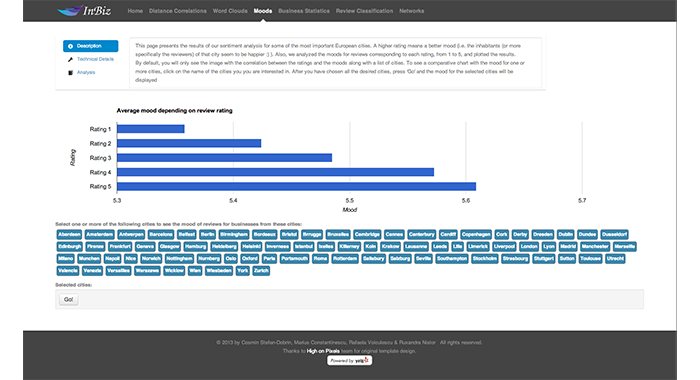 InBiz
Home Distance Correlations Word Clouds Moods Business Statistics Review Classification Networks
Description
Technical Details
Analysis
This page presents the results of our sentiment analysis for some of the most important European cities. A higher rating means a better mood (i.e. the inhabitants (or more
specifically the reviewers) of that city seem to be happier :) ). Also, we analyzed the moods for reviews corresponding to each rating, from 1 to 5, and plotted the results.
By default, you will only see the image with the correlation between the ratings and the moods along with a list of cities. To see a comparative chart with the mood for one or
more cities, click on the name of the cities you are interested in. After you have chosen all the desired cities, press 'Go!' and the mood for the selected cities will be
displayed
Average mood depending on review rating
Rating
Rating 1
Rating 2
Rating 3
Rating 4
Rating 5
5.3 5.4 5.5 5.6 5.7
Mood
Select one or more of the following cities to see the mood of reviews for businesses from these cities:
Aberdeen Amsterdam Antwerpen Barcelona Belfast Berlin Birmingham Bordeaux Bristol Brugge Bruxelles Cambridge Cannes Canterbury Cardiff Copenhagen Cork Derby Dresden Dublin Dundee Dusseldorf
Edinburgh Firenze Frankfurt Geneve Glasgow Hamburg Heidelberg Helsinki Inverness Istanbul Ixelles Killarney Koln Krakow Lausanne Leeds Lille Limerick Liverpool London Lyon Madrid Manchester Marseille
Milano Munchen Napoli Nice Norwich Nottingham Nurnberg Oslo Oxford Paris Portsmouth Roma Rotterdam Salisbury Salzburg Seville Southampton Stockholm Strasbourg Stuttgart Sutton Toulouse Utrecht
Valencia Venezia Versailles Warszawa Wicklow Wien Wiesbaden York Zurich
Selected cities:
Go!
© 2013 by Cosmin Stefan-Dobrin, Marius Constantinescu, Rafaela Voiculescu & Ruxandra Nistor All rights reserved.
Thanks to High on Pixels team for original template design.
Powered by yelp